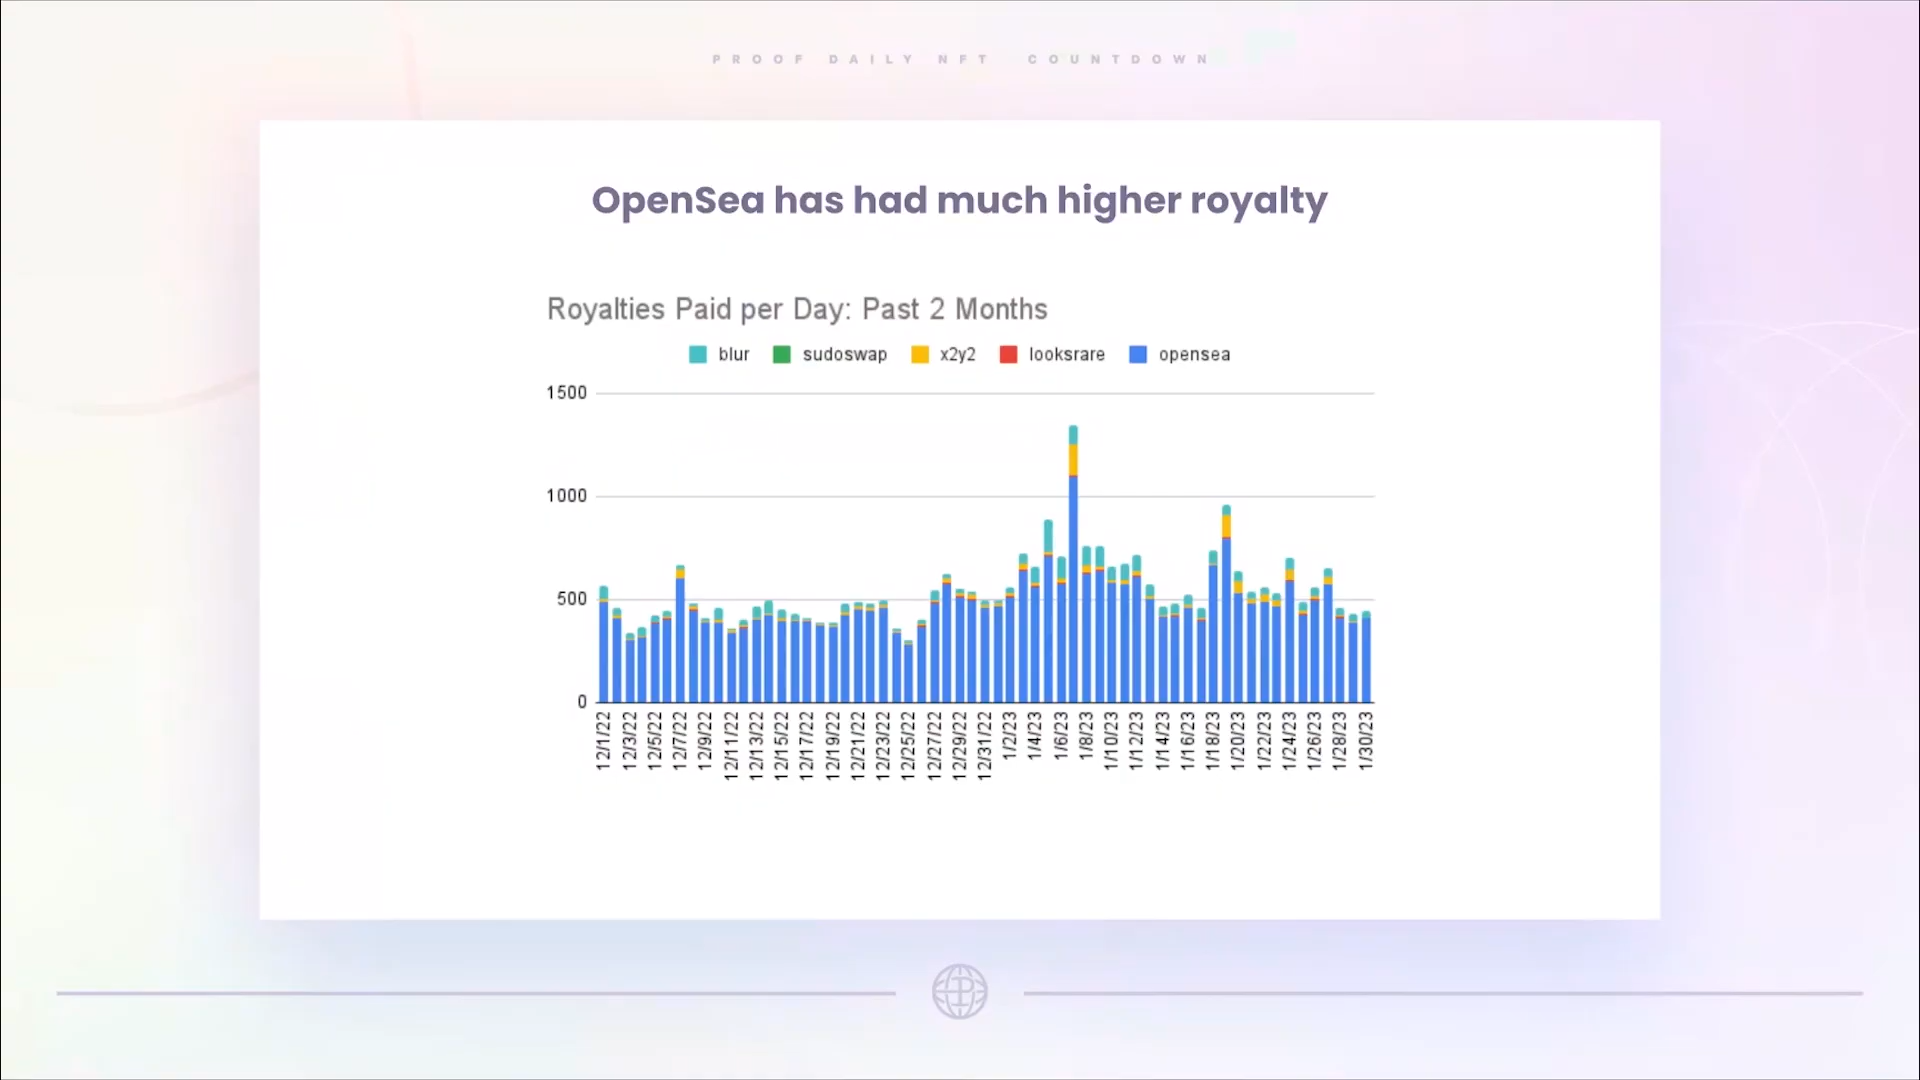 PROOF DAILY NFT COUNTDOWN
OpenSea has had much higher royalty
Royalties Paid per Day: Past 2 Months
blur sudoswap x2y2 looksrare opensea
1500
1000
500
0
12/1/22 12/3/22 12/5/22 12/7/22 12/9/22 12/11/22 12/13/22 12/15/22 12/17/22 12/19/22 12/21/22 12/23/22 12/25/22 12/27/22 12/29/22 12/31/22 1/2/23 1/4/23 1/6/23 1/8/23 1/10/23 1/12/23 1/14/23 1/16/23 1/18/23 1/20/23 1/22/23 1/24/23 1/26/23 1/28/23 1/30/23
P